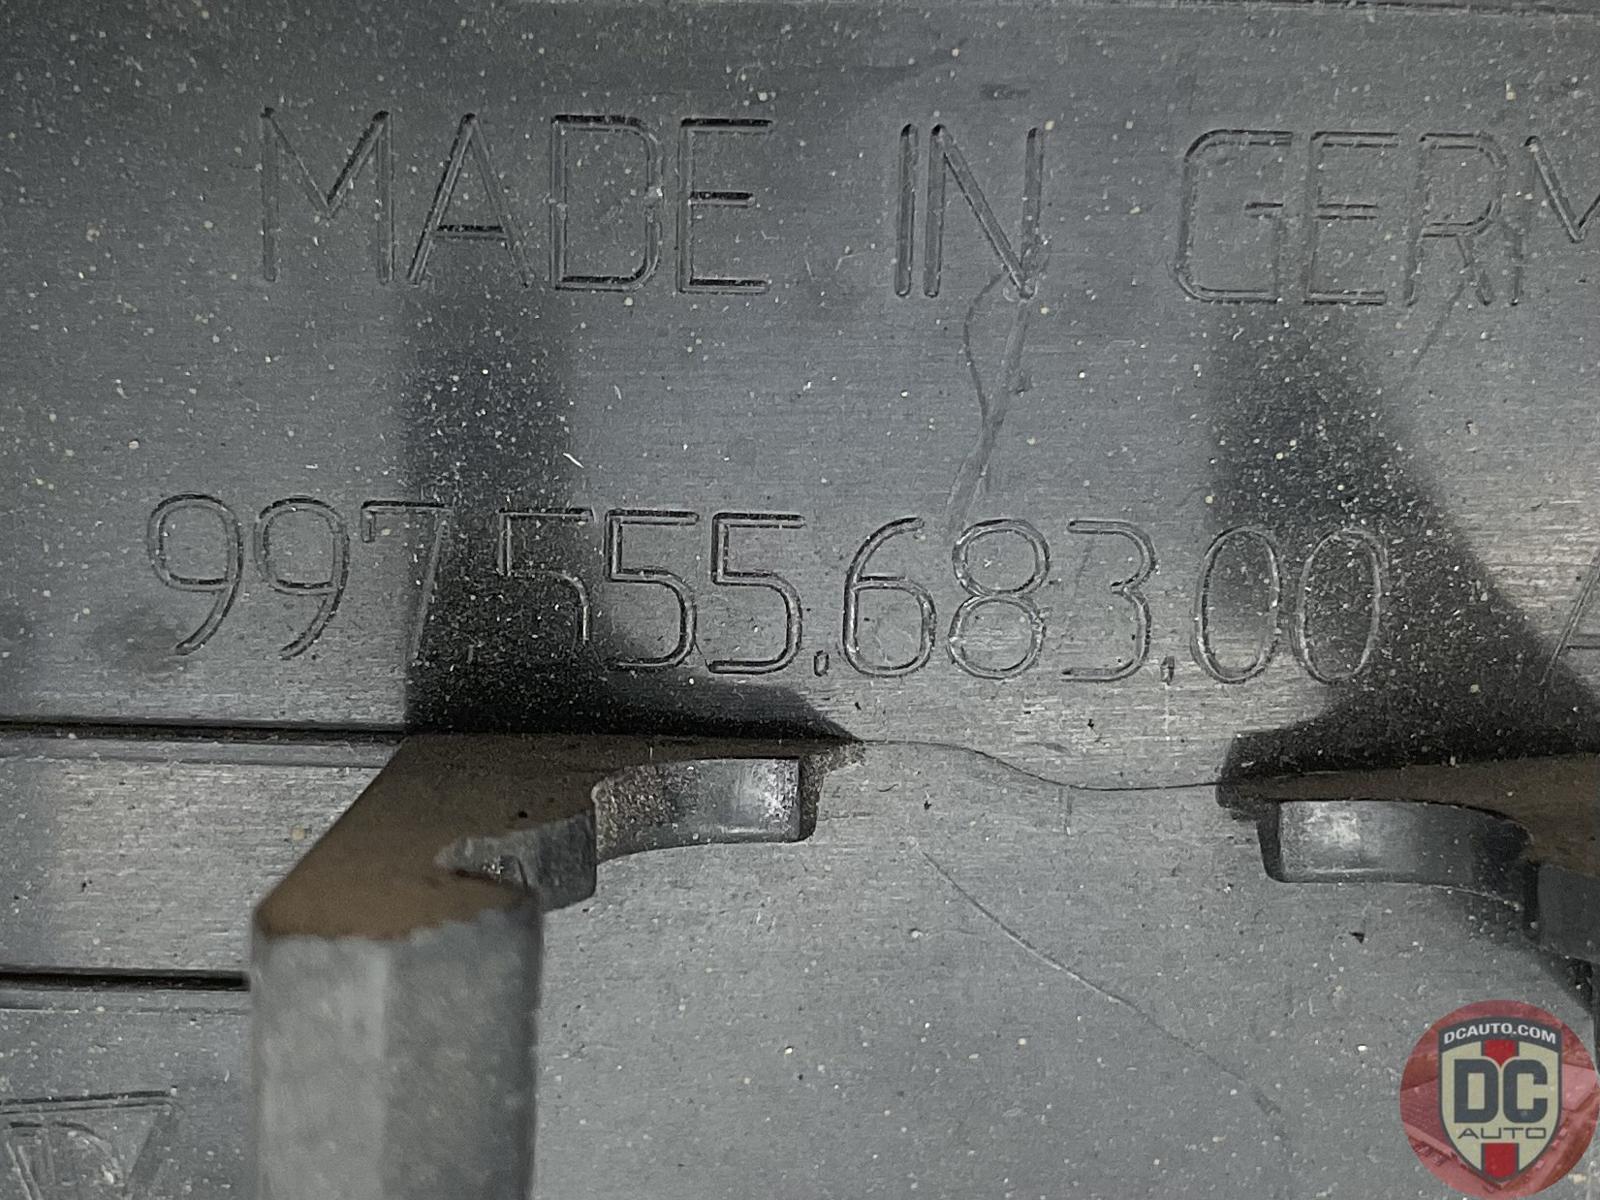 MADE IN GERM
997.555.683.00 A
DCAUTO.COM
DC
AUTO